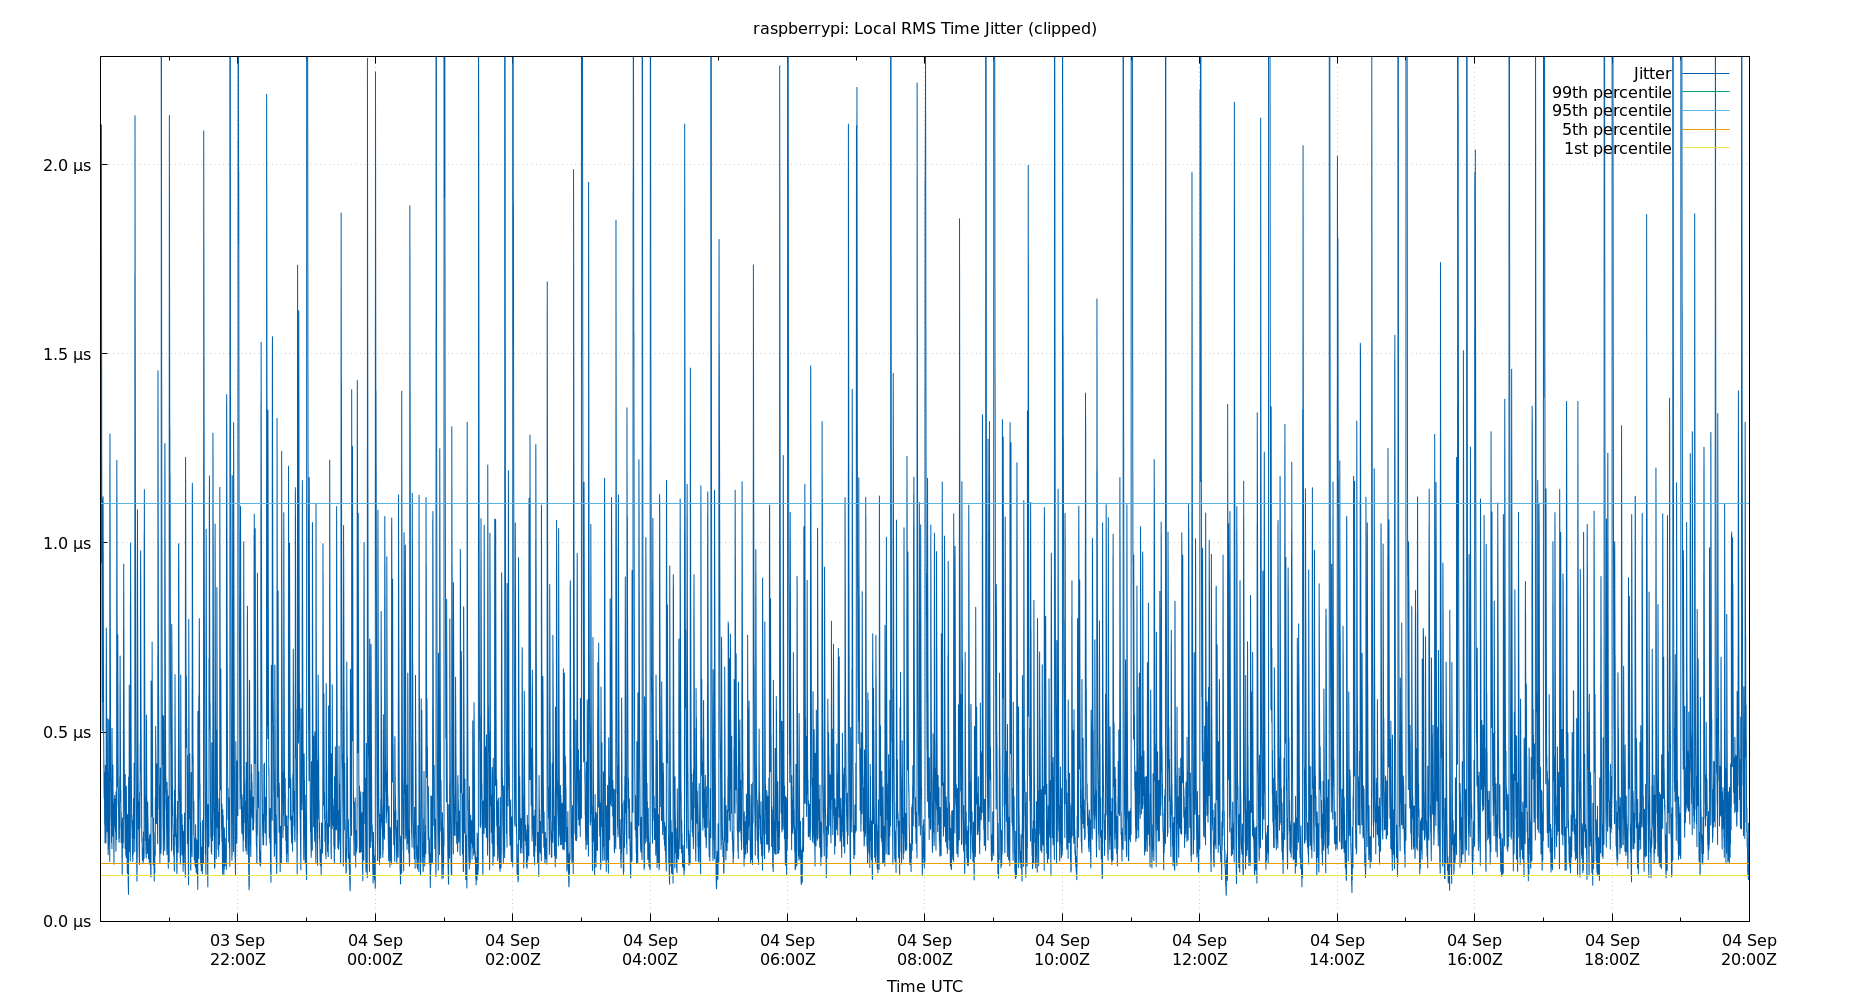 raspberrypi: Local RMS Time Jitter (clipped)
Jitter
99th percentile
95th percentile
5th percentile
1st percentile
2.0 µs
1.5 µs
1.0 µs
0.5 µs
0.0 µs
03 Sep 04 Sep 04 Sep 04 Sep 04 Sep 04 Sep 04 Sep 04 Sep 04 Sep 04 Sep 04 Sep 04 Sep
22:00Z 00:00Z 02:00Z 04:00Z 06:00Z 08:00Z 10:00Z 12:00Z 14:00Z 16:00Z 18:00Z 20:00Z
Time UTC